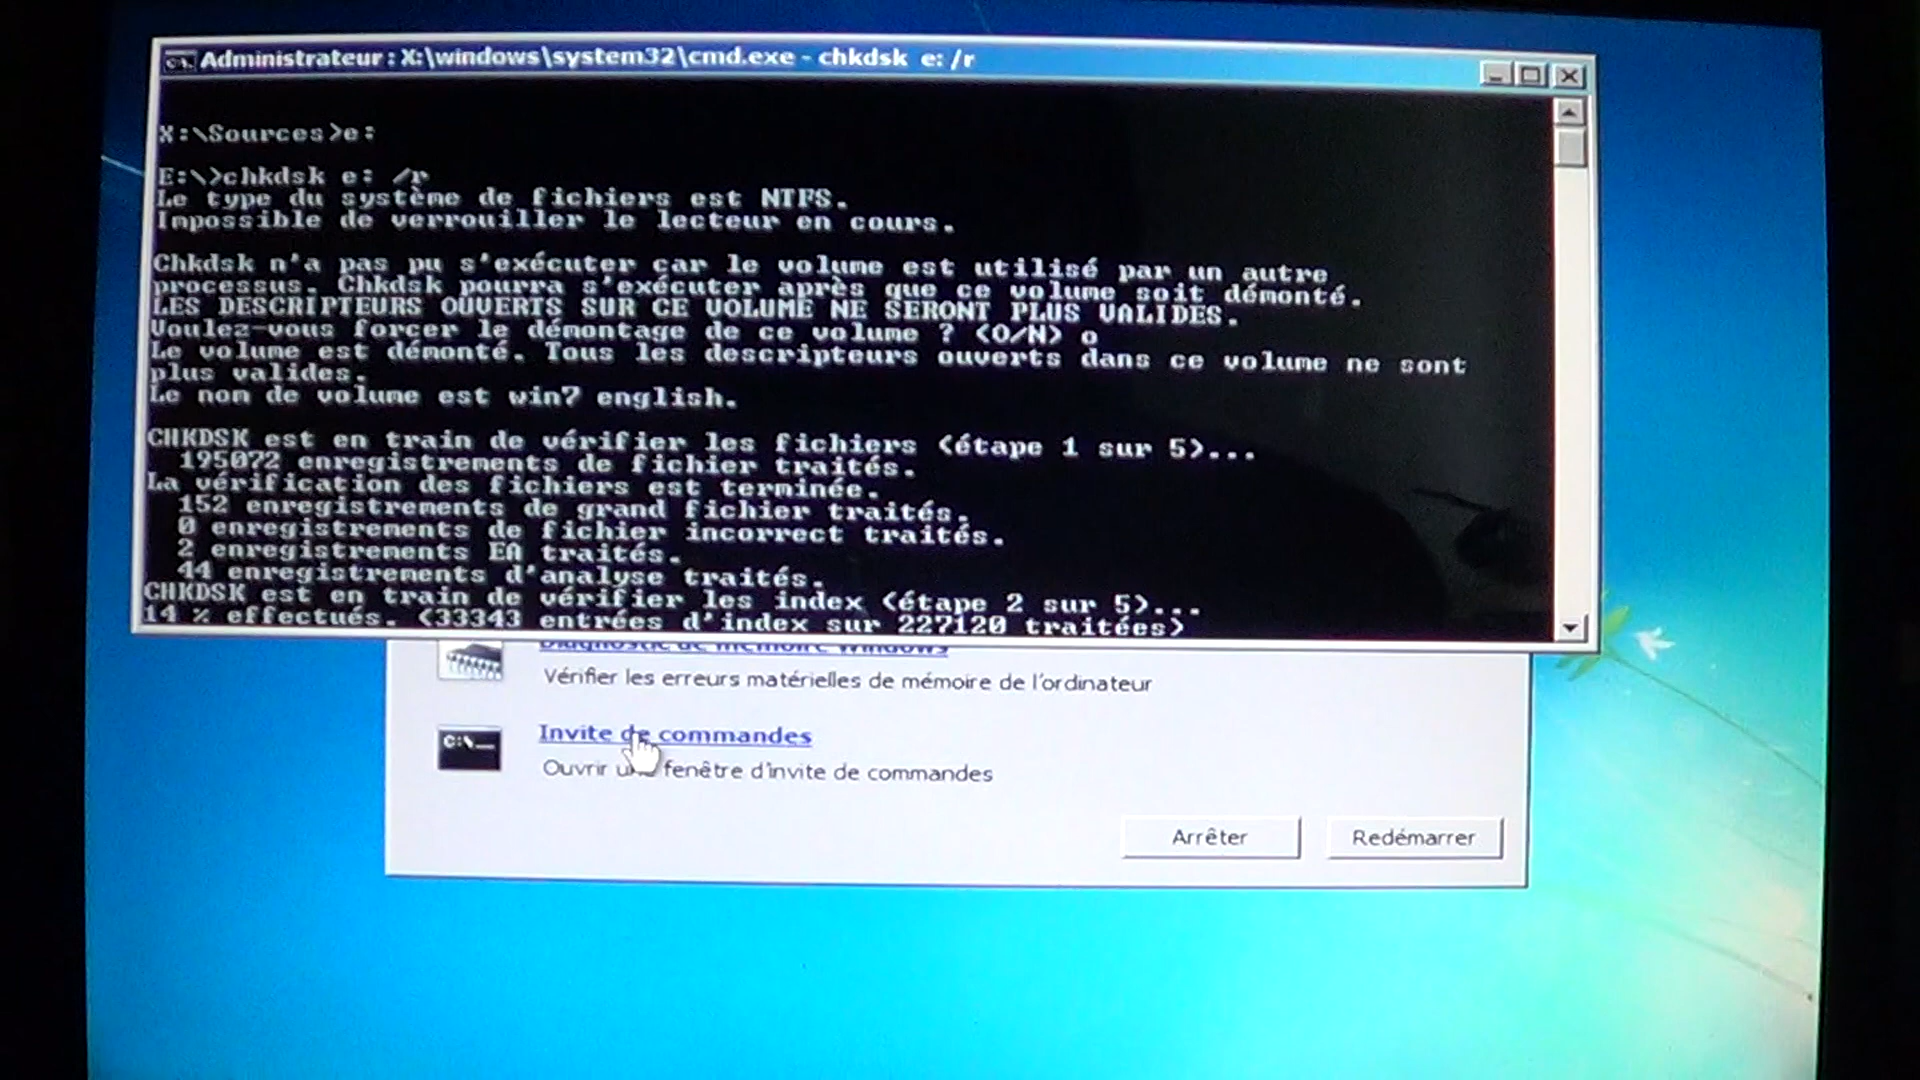 Administrateur : X:\windows\system32\cmd.exe - chkdsk e: /r
X:\Sources>e:
E:\>chkdsk e: /r
Le type du système de fichiers est NTFS.
Impossible de verrouiller le lecteur en cours.
Chkdsk n'a pas pu s'exécuter car le volume est utilisé par un autre
processus. Chkdsk pourra s'exécuter après que ce volume soit démonté.
LES DESCRIPTEURS OUVERTS SUR CE VOLUME NE SERONT PLUS VALIDES.
Voulez-vous forcer le démontage de ce volume ? <O/N> o
Le volume est démonté. Tous les descripteurs ouverts dans ce volume ne sont
plus valides.
Le nom de volume est win7 english.
CHKDSK est en train de vérifier les fichiers <étape 1 sur 5>...
195072 enregistrements de fichier traités.
La vérification des fichiers est terminée.
152 enregistrements de grand fichier traités.
0 enregistrements de fichier incorrect traités.
2 enregistrements EA traités.
44 enregistrements d'analyse traités.
CHKDSK est en train de vérifier les index <étape 2 sur 5>...
14 % effectués. <33343 entrées d'index sur 227120 traitées>
Diagnostic de mémoire Windows
Vérifier les erreurs matérielles de mémoire de l'ordinateur
C:\_
Invite de commandes
Ouvrir une fenêtre d'invite de commandes
Arrêter
Redémarrer